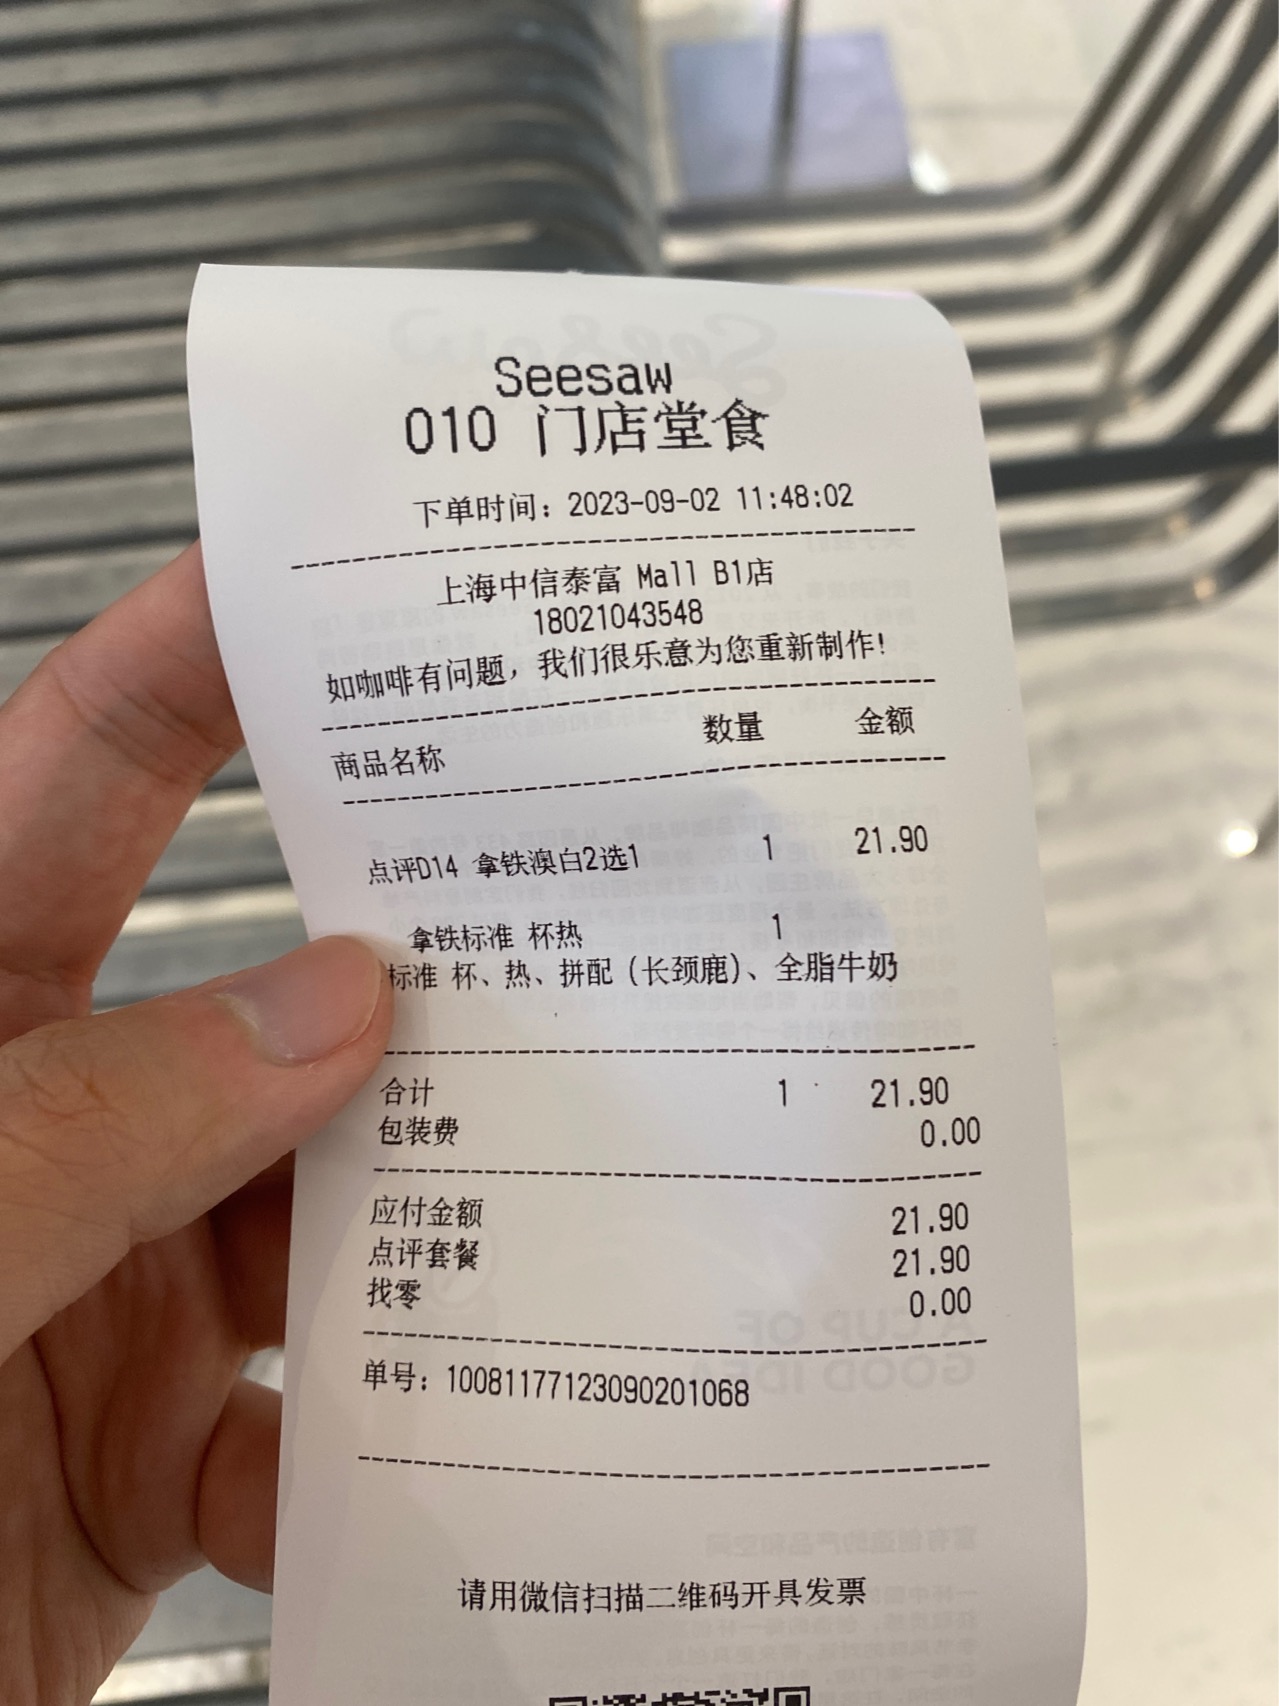 Seesaw
010 门店堂食
下单时间：2023-09-02 11:48:02
上海中信泰富 Mall B1店
18021043548
如咖啡有问题，我们很乐意为您重新制作！
商品名称 数量 金额
点评D14 拿铁澳白2选1 1 21.90
拿铁标准 杯热 1
标准 杯、热、拼配（长颈鹿）、全脂牛奶
合计 1 21.90
包装费 0.00
应付金额 21.90
点评套餐 21.90
找零 0.00
单号：10081177123090201068
A CUP OF
GOOD IDEA
请用微信扫描二维码开具发票